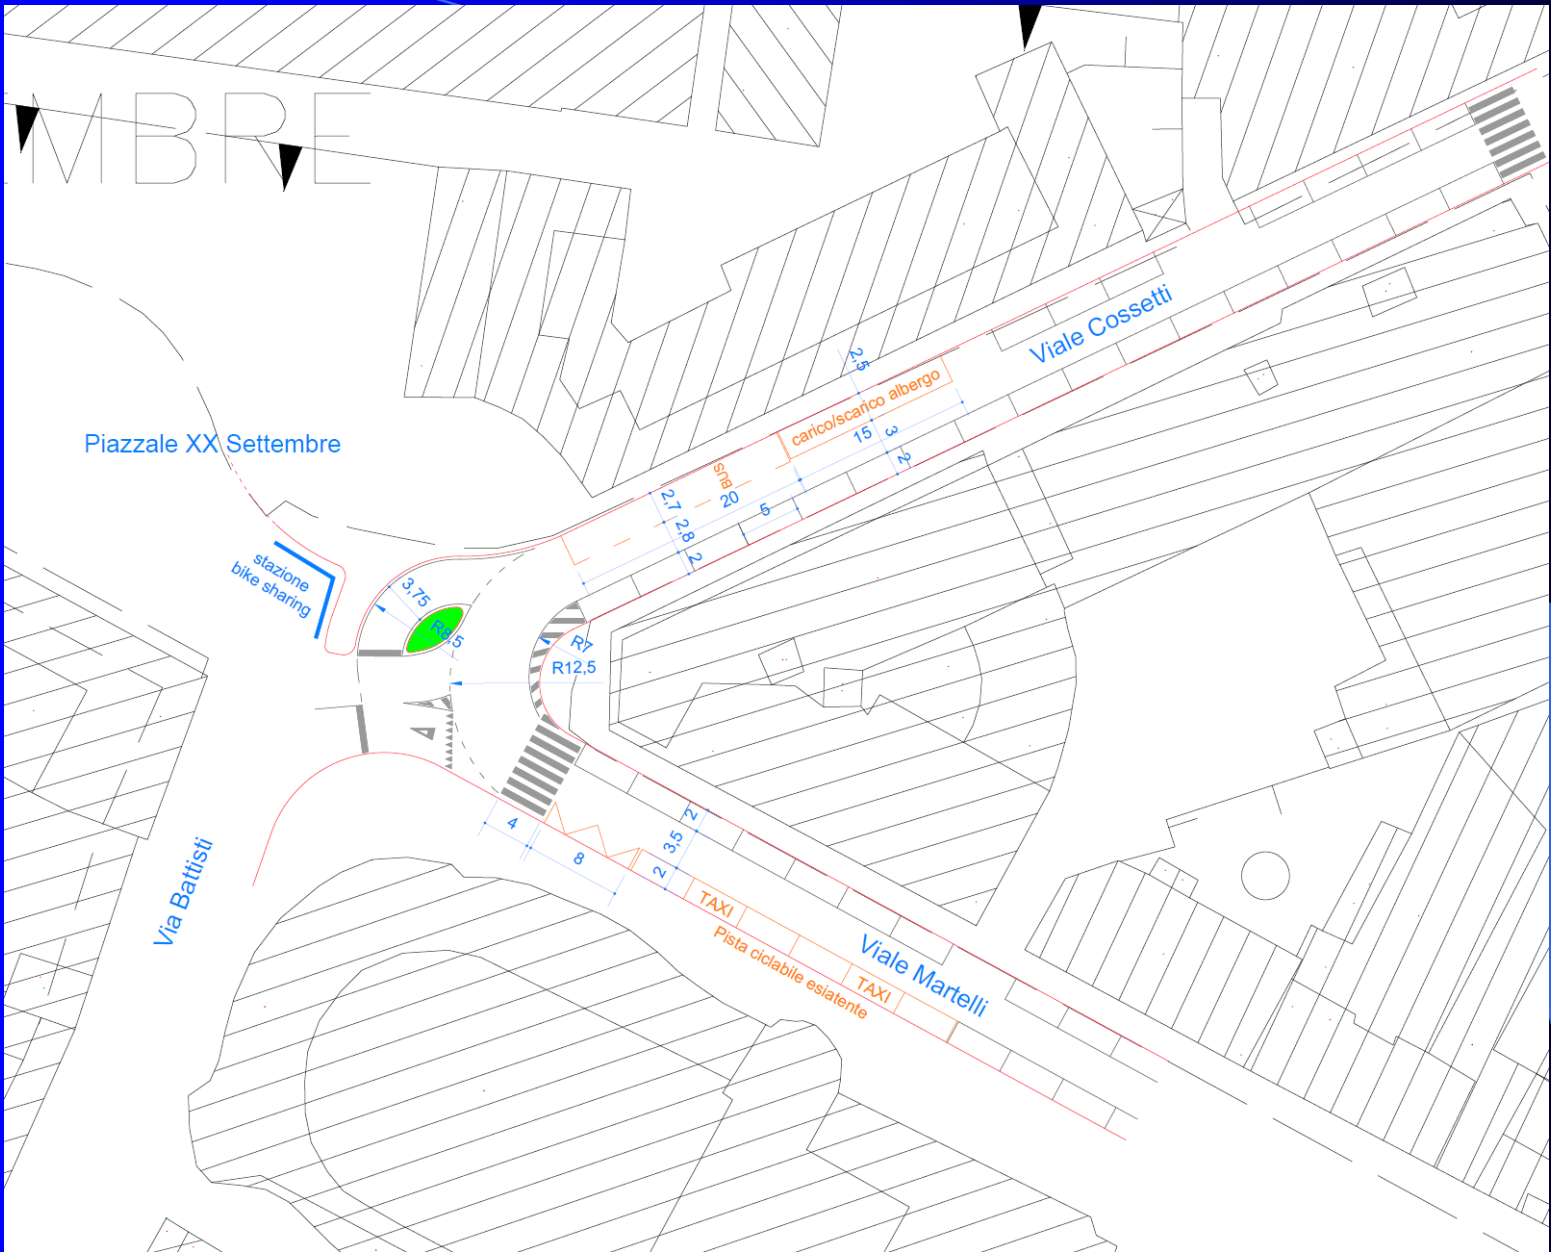 MBRE
Piazzale XX Settembre
stazione
bike sharing
Viale Cossetti
2,5
carico/scarico albergo
15
3
2
BUS
20
5
2,7
2,8
2
3,75
R8,5
R7
R12,5
4
8
2
3,5
2
TAXI
Pista ciclabile esiatente
TAXI
Viale Martelli
Via Battisti